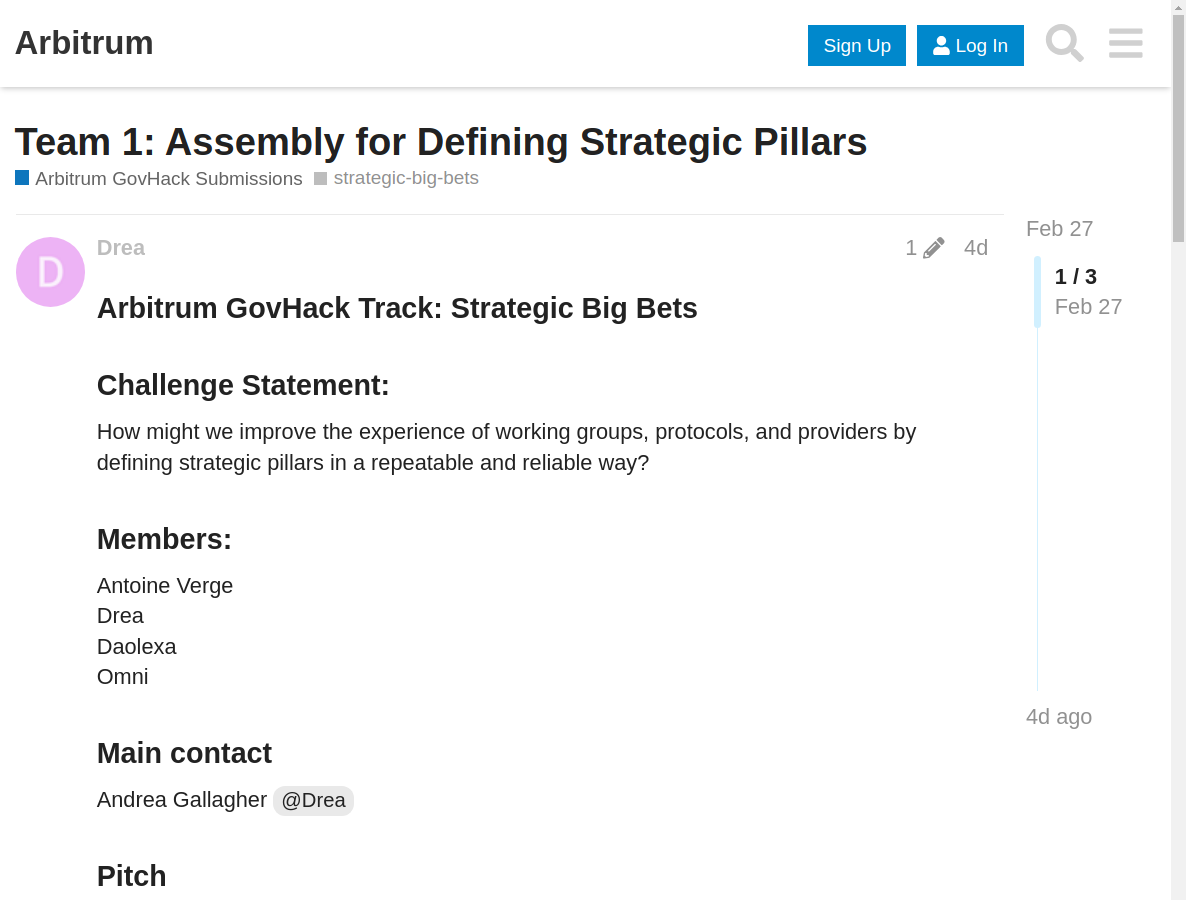 Arbitrum
Sign Up
Log In
Team 1: Assembly for Defining Strategic Pillars
Arbitrum GovHack Submissions strategic-big-bets
D
Drea
1
4d
Arbitrum GovHack Track: Strategic Big Bets
Challenge Statement:
How might we improve the experience of working groups, protocols, and providers by
defining strategic pillars in a repeatable and reliable way?
Members:
Antoine Verge
Drea
Daolexa
Omni
Main contact
Andrea Gallagher @Drea
Pitch
Feb 27
1 / 3
Feb 27
4d ago